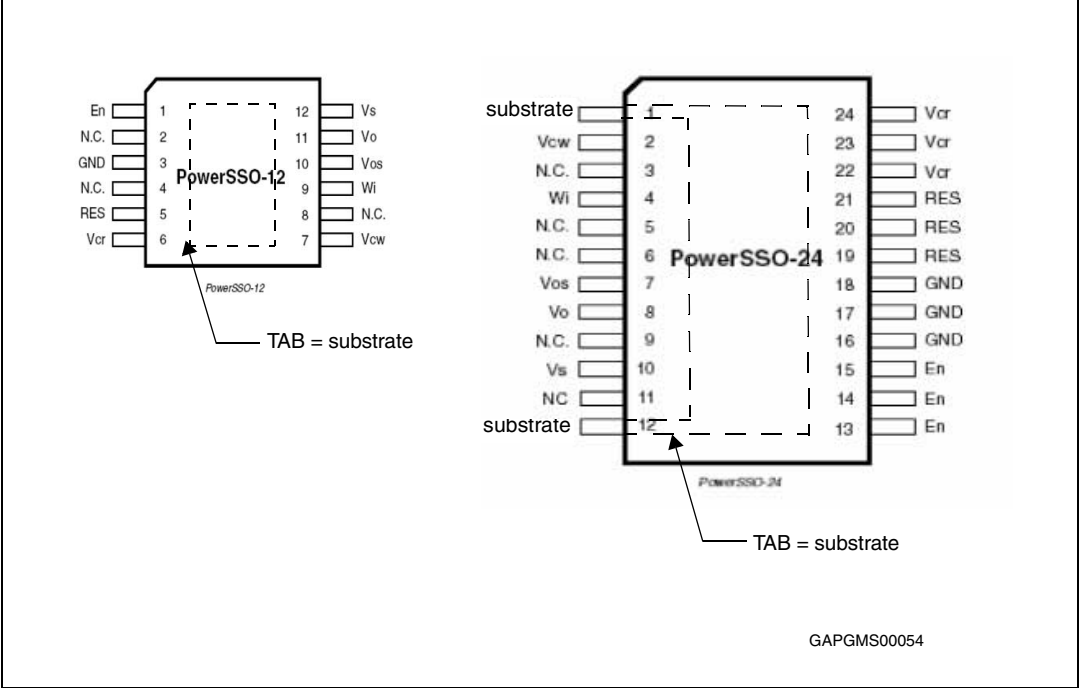 En 1 12 Vs
N.C. 2 11 Vo
GND 3 10 Vos
PowerSSO-12
N.C. 4 9 Wi
RES 5 8 N.C.
Vcr 6 7 Vcw
PowerSSO-12
TAB = substrate
substrate 1 24 Vcr
Vcw 2 23 Vcr
N.C. 3 22 Vcr
Wi 4 21 RES
N.C. 5 20 RES
N.C. 6 PowerSSO-24 19 RES
Vos 7 18 GND
Vo 8 17 GND
N.C. 9 16 GND
Vs 10 15 En
NC 11 14 En
substrate 12 13 En
PowerSSO-24
TAB = substrate
GAPGMS00054